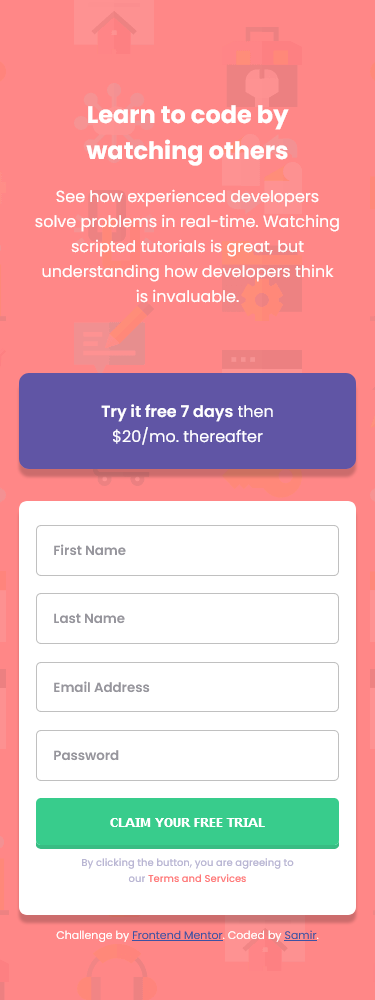 Learn to code by
watching others
See how experienced developers
solve problems in real-time. Watching
scripted tutorials is great, but
understanding how developers think
is invaluable.
Try it free 7 days then
$20/mo. thereafter
First Name
Last Name
Email Address
Password
CLAIM YOUR FREE TRIAL
By clicking the button, you are agreeing to
our Terms and Services
Challenge by Frontend Mentor. Coded by Samir.